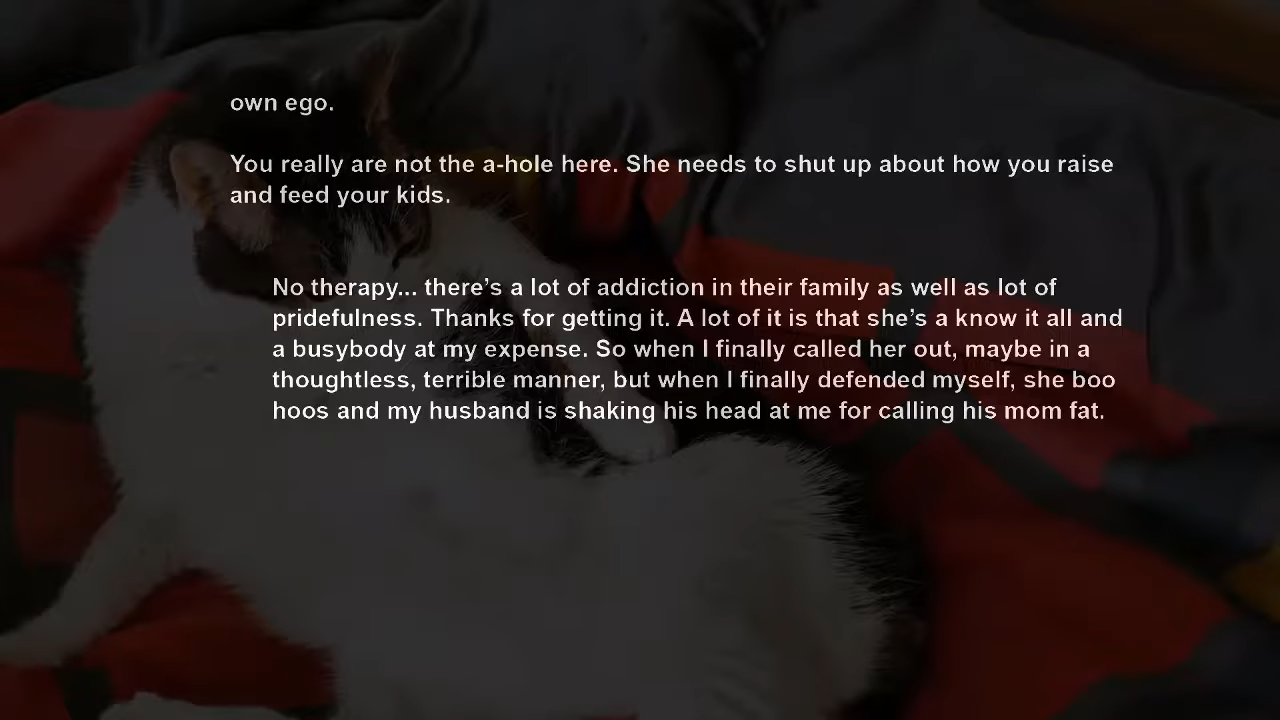 own ego.
You really are not the a-hole here. She needs to shut up about how you raise
and feed your kids.
No therapy... there’s a lot of addiction in their family as well as lot of
pridefulness. Thanks for getting it. A lot of it is that she’s a know it all and
a busybody at my expense. So when I finally called her out, maybe in a
thoughtless, terrible manner, but when I finally defended myself, she boo
hoos and my husband is shaking his head at me for calling his mom fat.